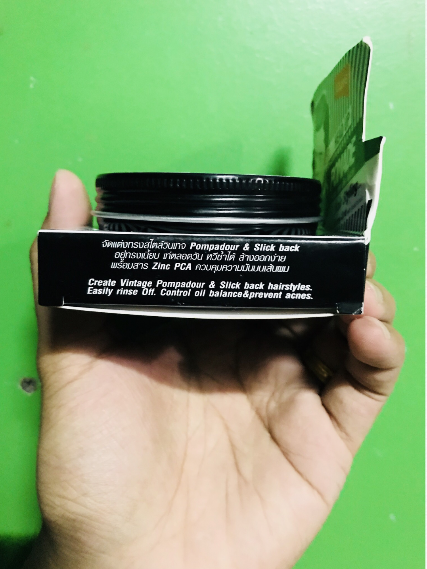 จัดแต่งทรงสไตล์วินเทจ Pompadour & Slick back
อยู่ทรงเนี้ยบ เท่ตลอดวัน หวีซ้ำได้ ล้างออกง่าย
พร้อมสาร Zinc PCA ควบคุมความมันบนเส้นผม
Create Vintage Pompadour & Slick back hairstyles.
Easily rinse Off. Control oil balance&prevent acnes.